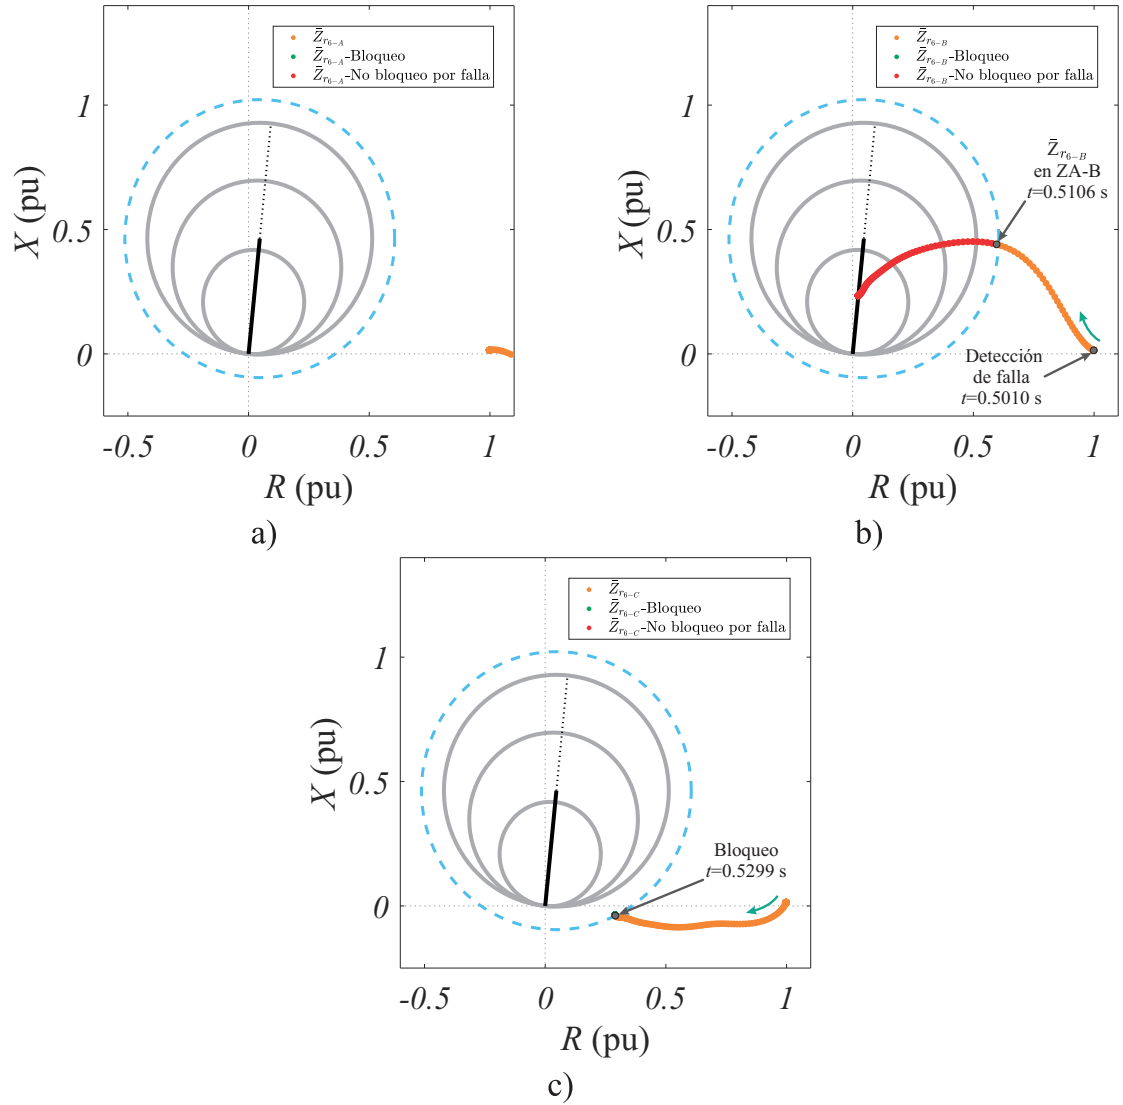 Z̄r6−A
Z̄r6−A-Bloqueo
Z̄r6−A-No bloqueo por falla
1
0.5
0
X (pu)
-0.5
0
0.5
1
R (pu)
a)
Z̄r6−B
Z̄r6−B-Bloqueo
Z̄r6−B-No bloqueo por falla
Z̄r6−B
en ZA-B
t=0.5106 s
Detección
de falla
t=0.5010 s
1
0.5
0
X (pu)
-0.5
0
0.5
1
R (pu)
b)
Z̄r6−C
Z̄r6−C-Bloqueo
Z̄r6−C-No bloqueo por falla
Bloqueo
t=0.5299 s
1
0.5
0
X (pu)
-0.5
0
0.5
1
R (pu)
c)